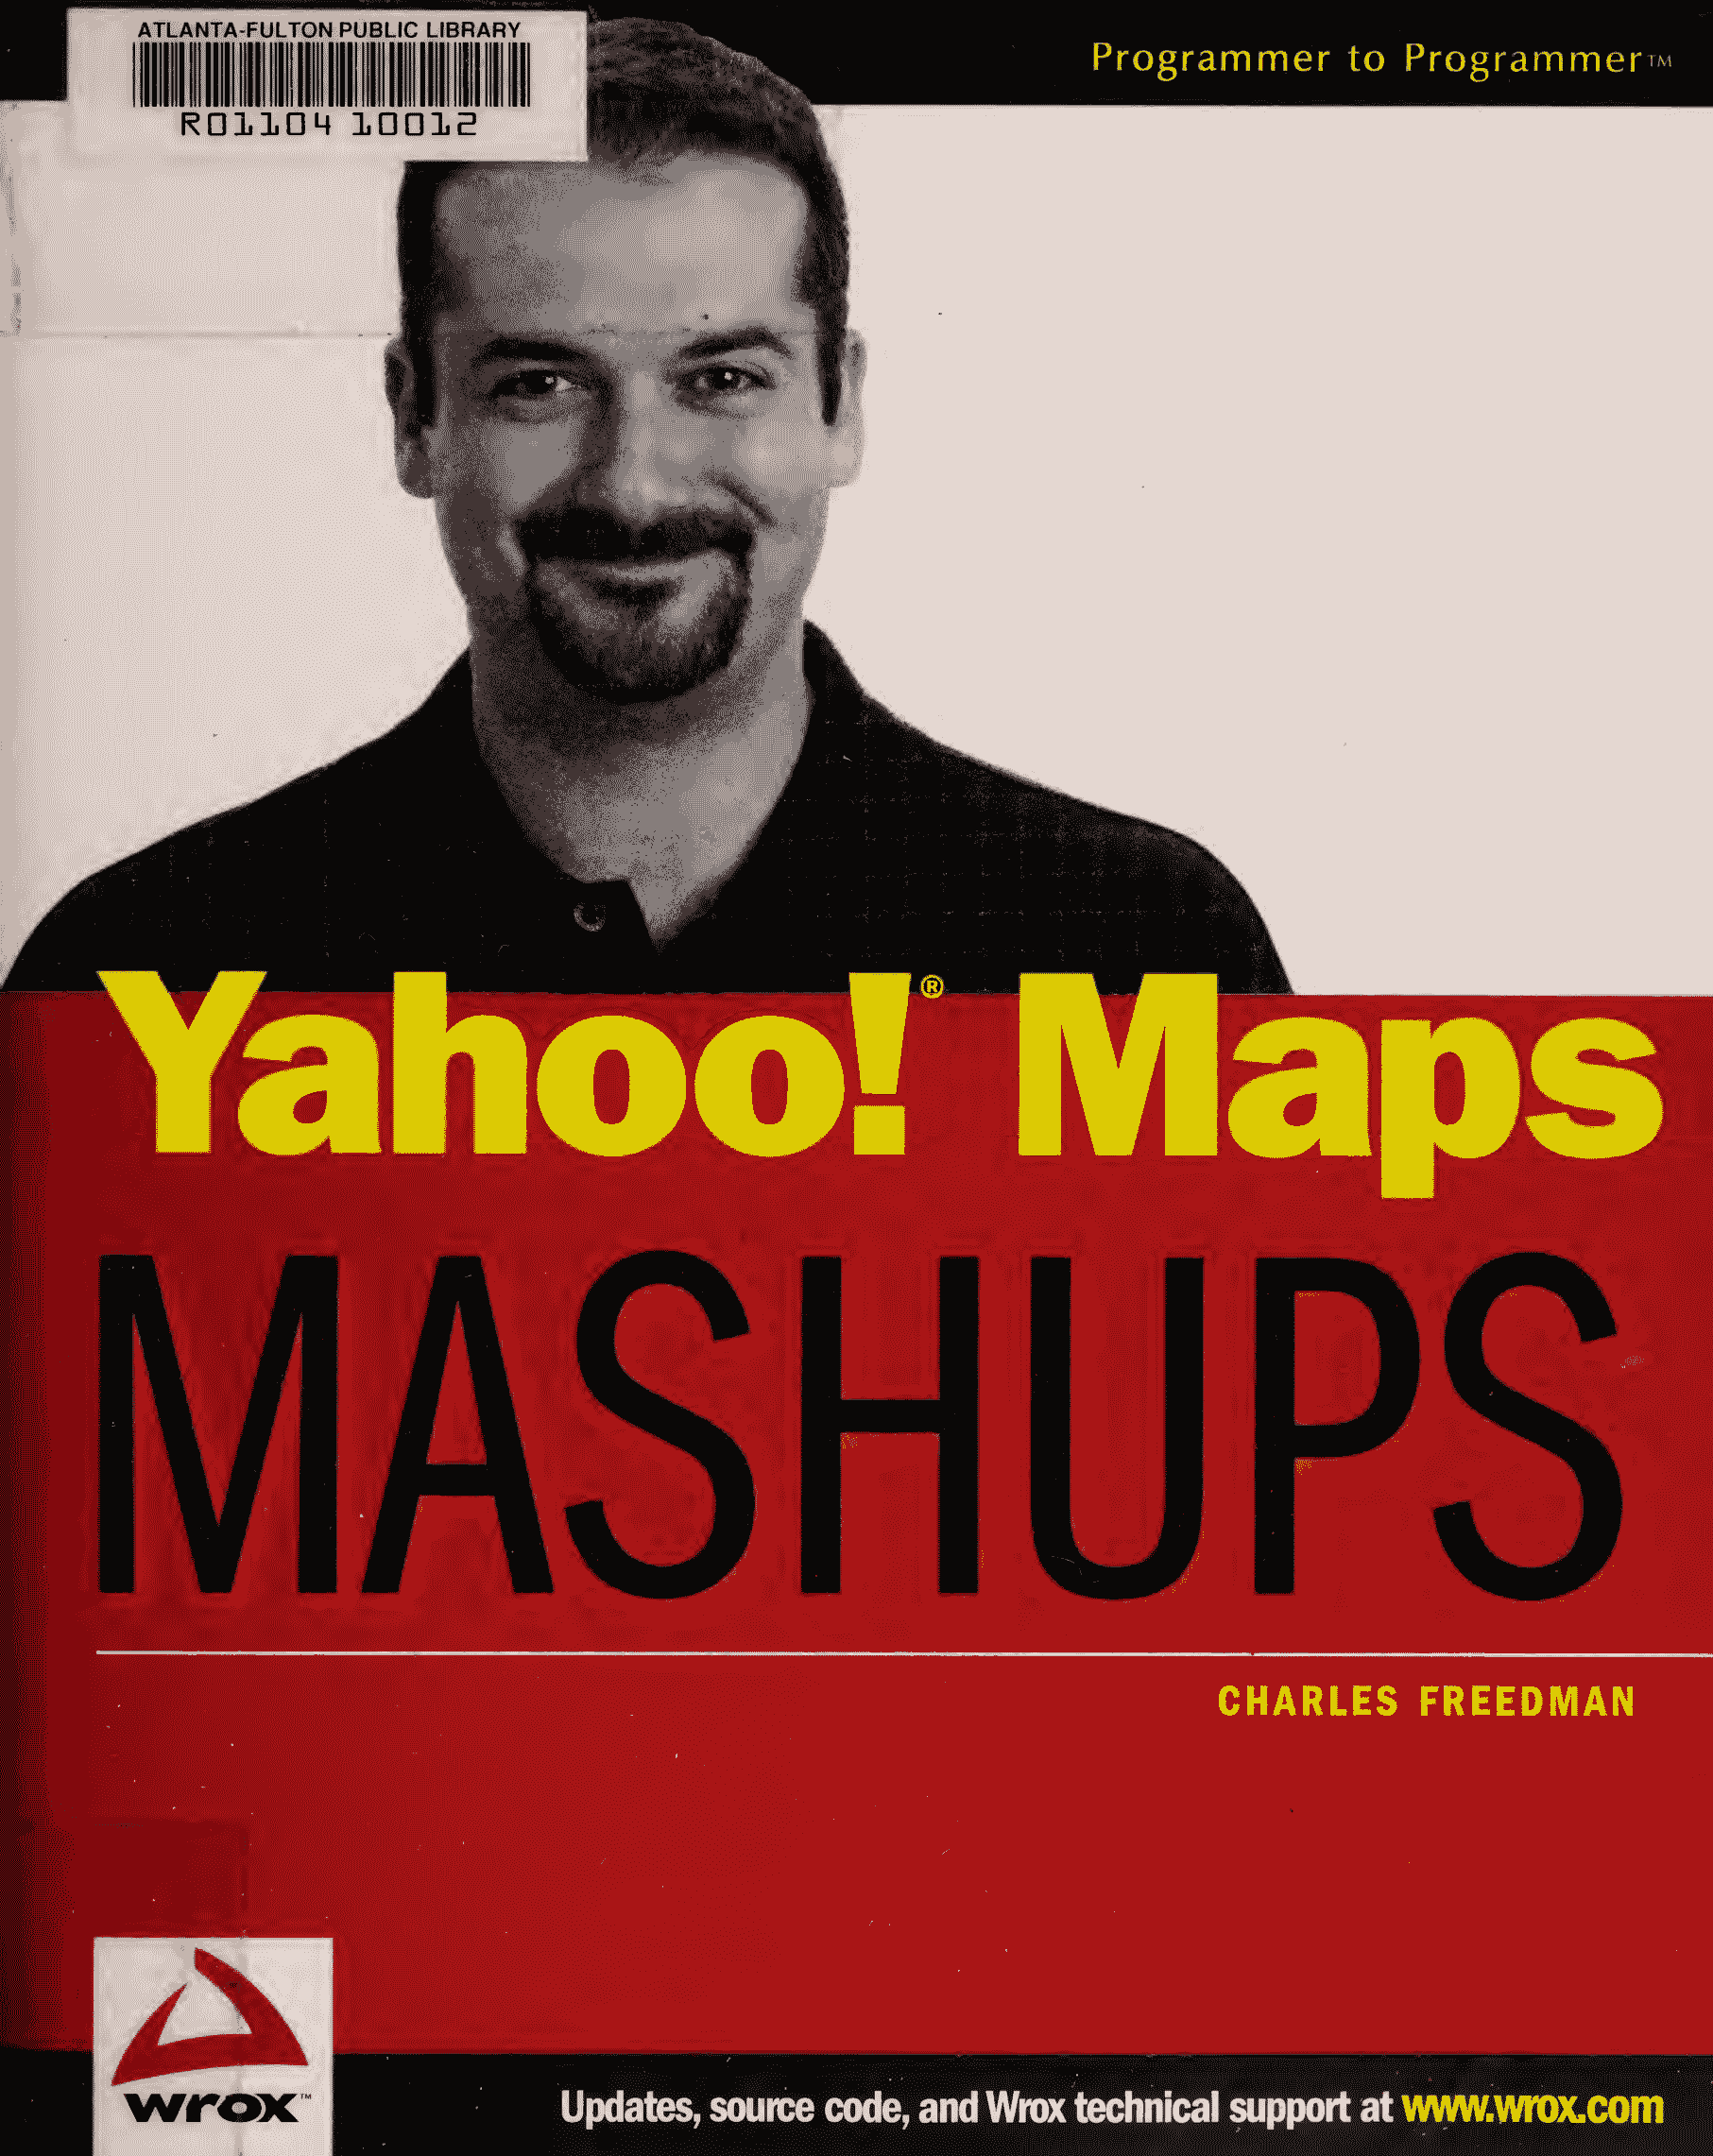 ATLANTA-FULTON PUBLIC LIBRARY
R01104 10012
Programmer to Programmer™
Yahoo!® Maps
MASHUPS
CHARLES FREEDMAN
wrox™
Updates, source code, and Wrox technical support at www.wrox.com